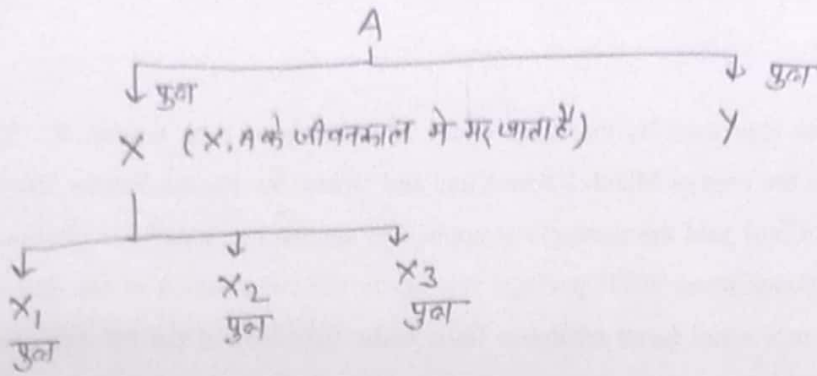 A
पुत्र
पुत्र
X (X, A के जीवनकाल मे मर जाता है)
Y
X1
X2
X3
पुत्र
पुत्र
पुत्र